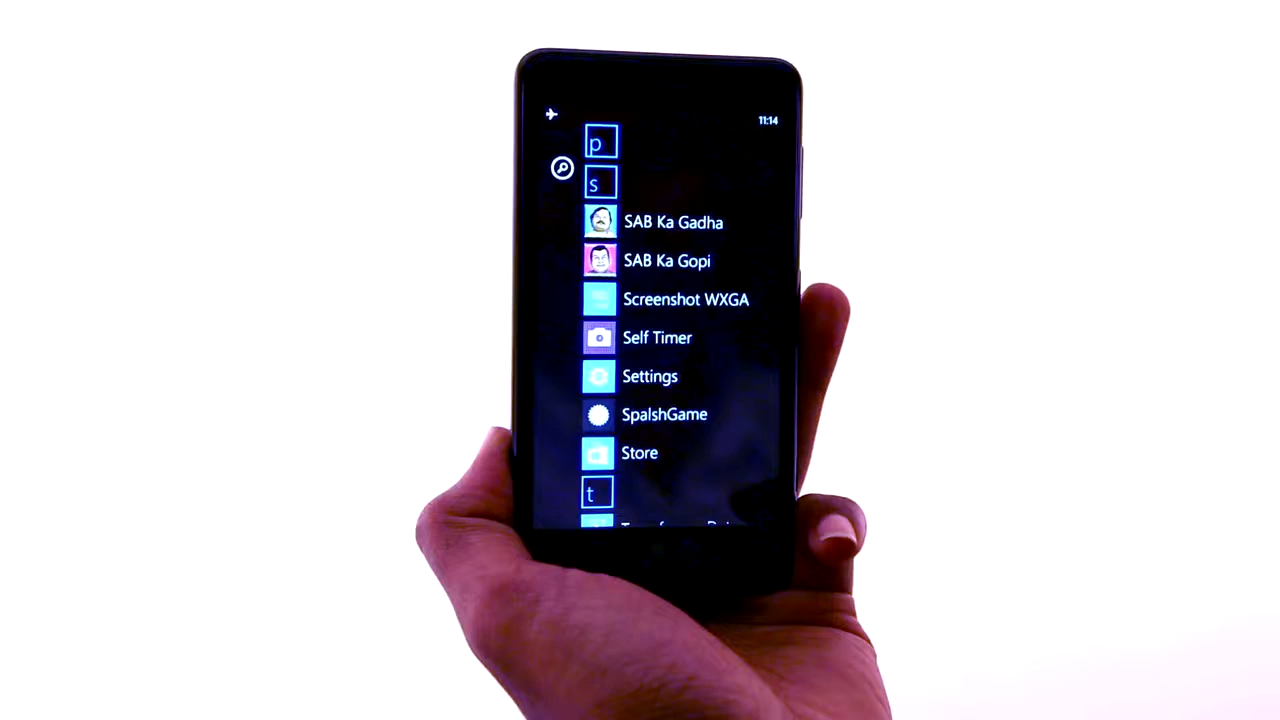 11:14
p
s
SAB Ka Gadha
SAB Ka Gopi
Screenshot WXGA
Self Timer
Settings
SpalshGame
Store
t